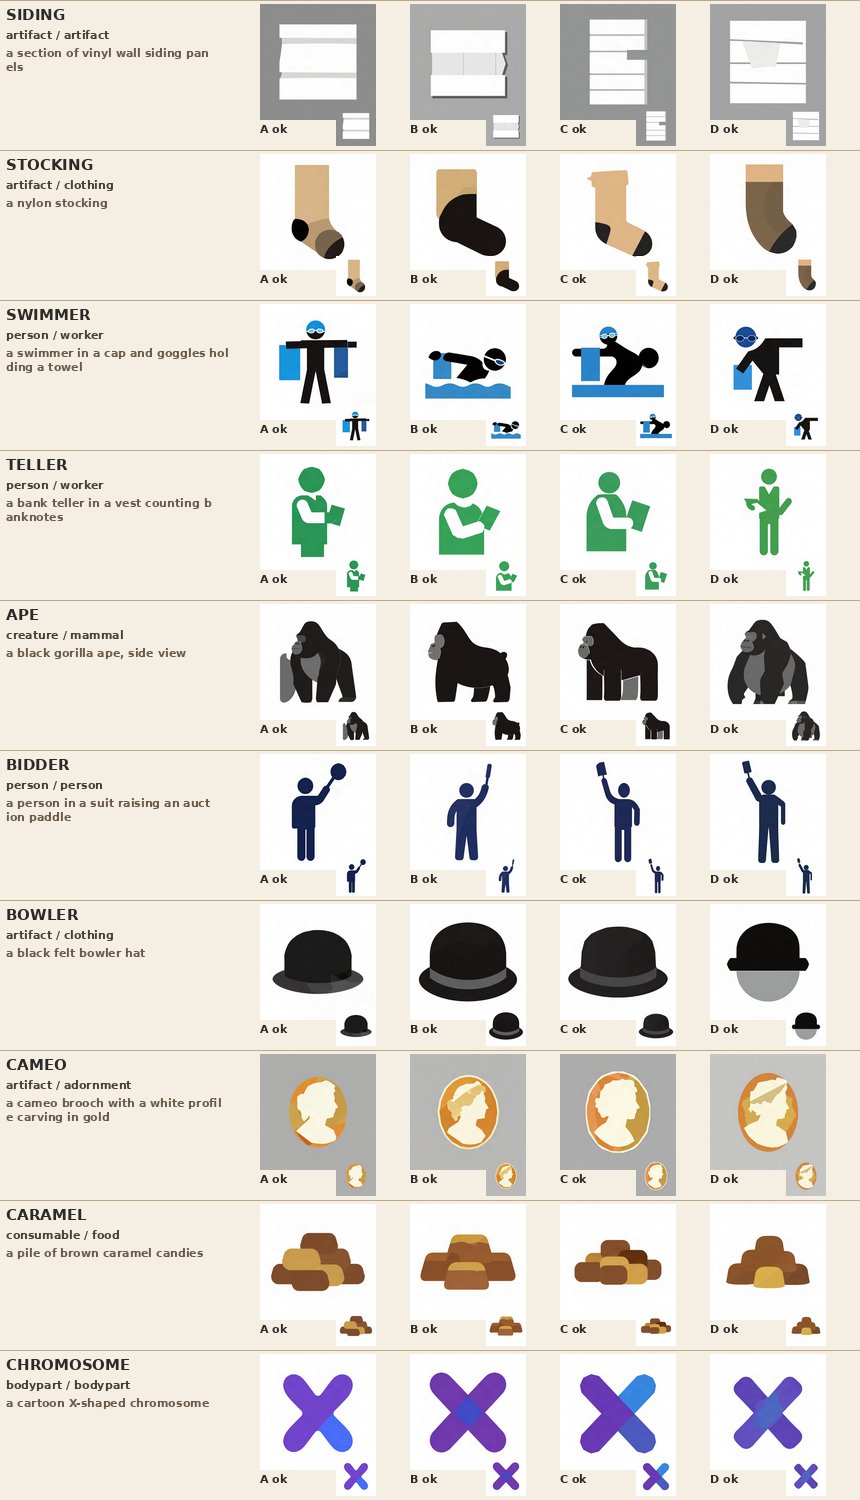 SIDING
artifact / artifact
a section of vinyl wall siding pan
els
A ok
B ok
C ok
D ok
STOCKING
artifact / clothing
a nylon stocking
A ok
B ok
C ok
D ok
SWIMMER
person / worker
a swimmer in a cap and goggles hol
ding a towel
A ok
B ok
C ok
D ok
TELLER
person / worker
a bank teller in a vest counting b
anknotes
A ok
B ok
C ok
D ok
APE
creature / mammal
a black gorilla ape, side view
A ok
B ok
C ok
D ok
BIDDER
person / person
a person in a suit raising an auct
ion paddle
A ok
B ok
C ok
D ok
BOWLER
artifact / clothing
a black felt bowler hat
A ok
B ok
C ok
D ok
CAMEO
artifact / adornment
a cameo brooch with a white profil
e carving in gold
A ok
B ok
C ok
D ok
CARAMEL
consumable / food
a pile of brown caramel candies
A ok
B ok
C ok
D ok
CHROMOSOME
bodypart / bodypart
a cartoon X-shaped chromosome
A ok
B ok
C ok
D ok